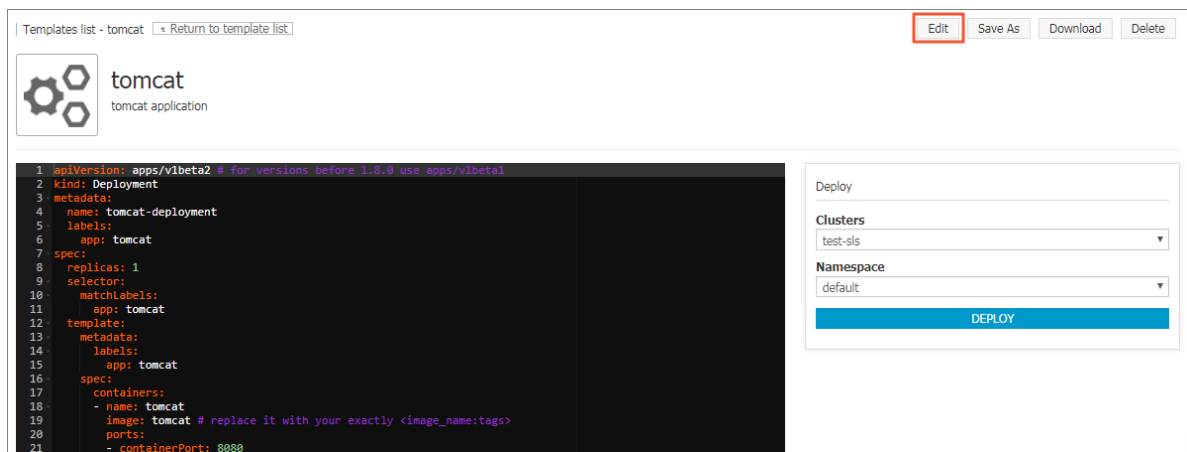 Templates list - tomcat Return to template list Edit Save As Download Delete
tomcat
tomcat application
1 apiVersion: apps/v1beta2 # for versions before 1.8.0 use apps/v1beta1
2 kind: Deployment
3 metadata:
4 name: tomcat-deployment
5 labels:
6 app: tomcat
7 spec:
8 replicas: 1
9 selector:
10 matchLabels:
11 app: tomcat
12 template:
13 metadata:
14 labels:
15 app: tomcat
16 spec:
17 containers:
18 - name: tomcat
19 image: tomcat # replace it with your exactly <image_name:tags>
20 ports:
21 - containerPort: 8080
Deploy
Clusters
test-sls
Namespace
default
DEPLOY